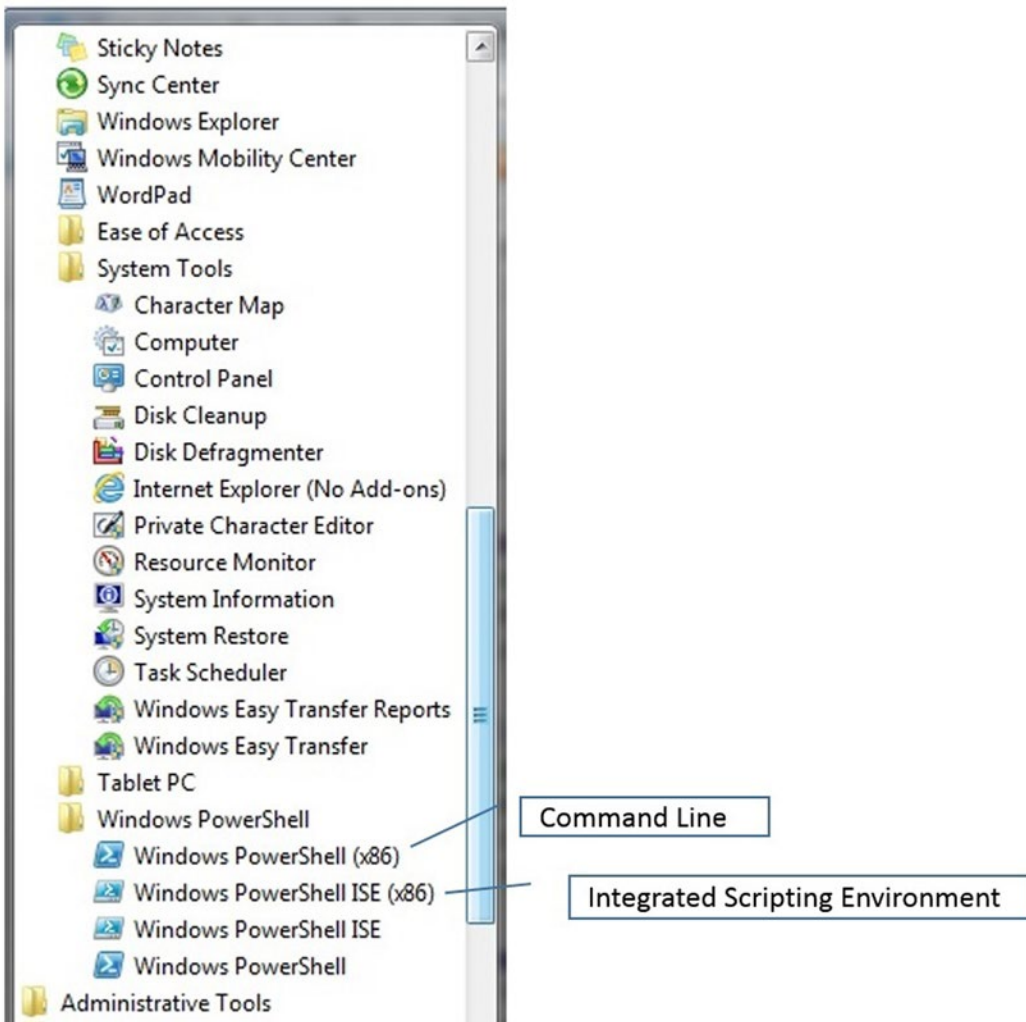 Sticky Notes
Sync Center
Windows Explorer
Windows Mobility Center
WordPad
Ease of Access
System Tools
Character Map
Computer
Control Panel
Disk Cleanup
Disk Defragmenter
Internet Explorer (No Add-ons)
Private Character Editor
Resource Monitor
System Information
System Restore
Task Scheduler
Windows Easy Transfer Reports
Windows Easy Transfer
Tablet PC
Windows PowerShell
Command Line
Windows PowerShell (x86)
Windows PowerShell ISE (x86)
Integrated Scripting Environment
Windows PowerShell ISE
Windows PowerShell
Administrative Tools